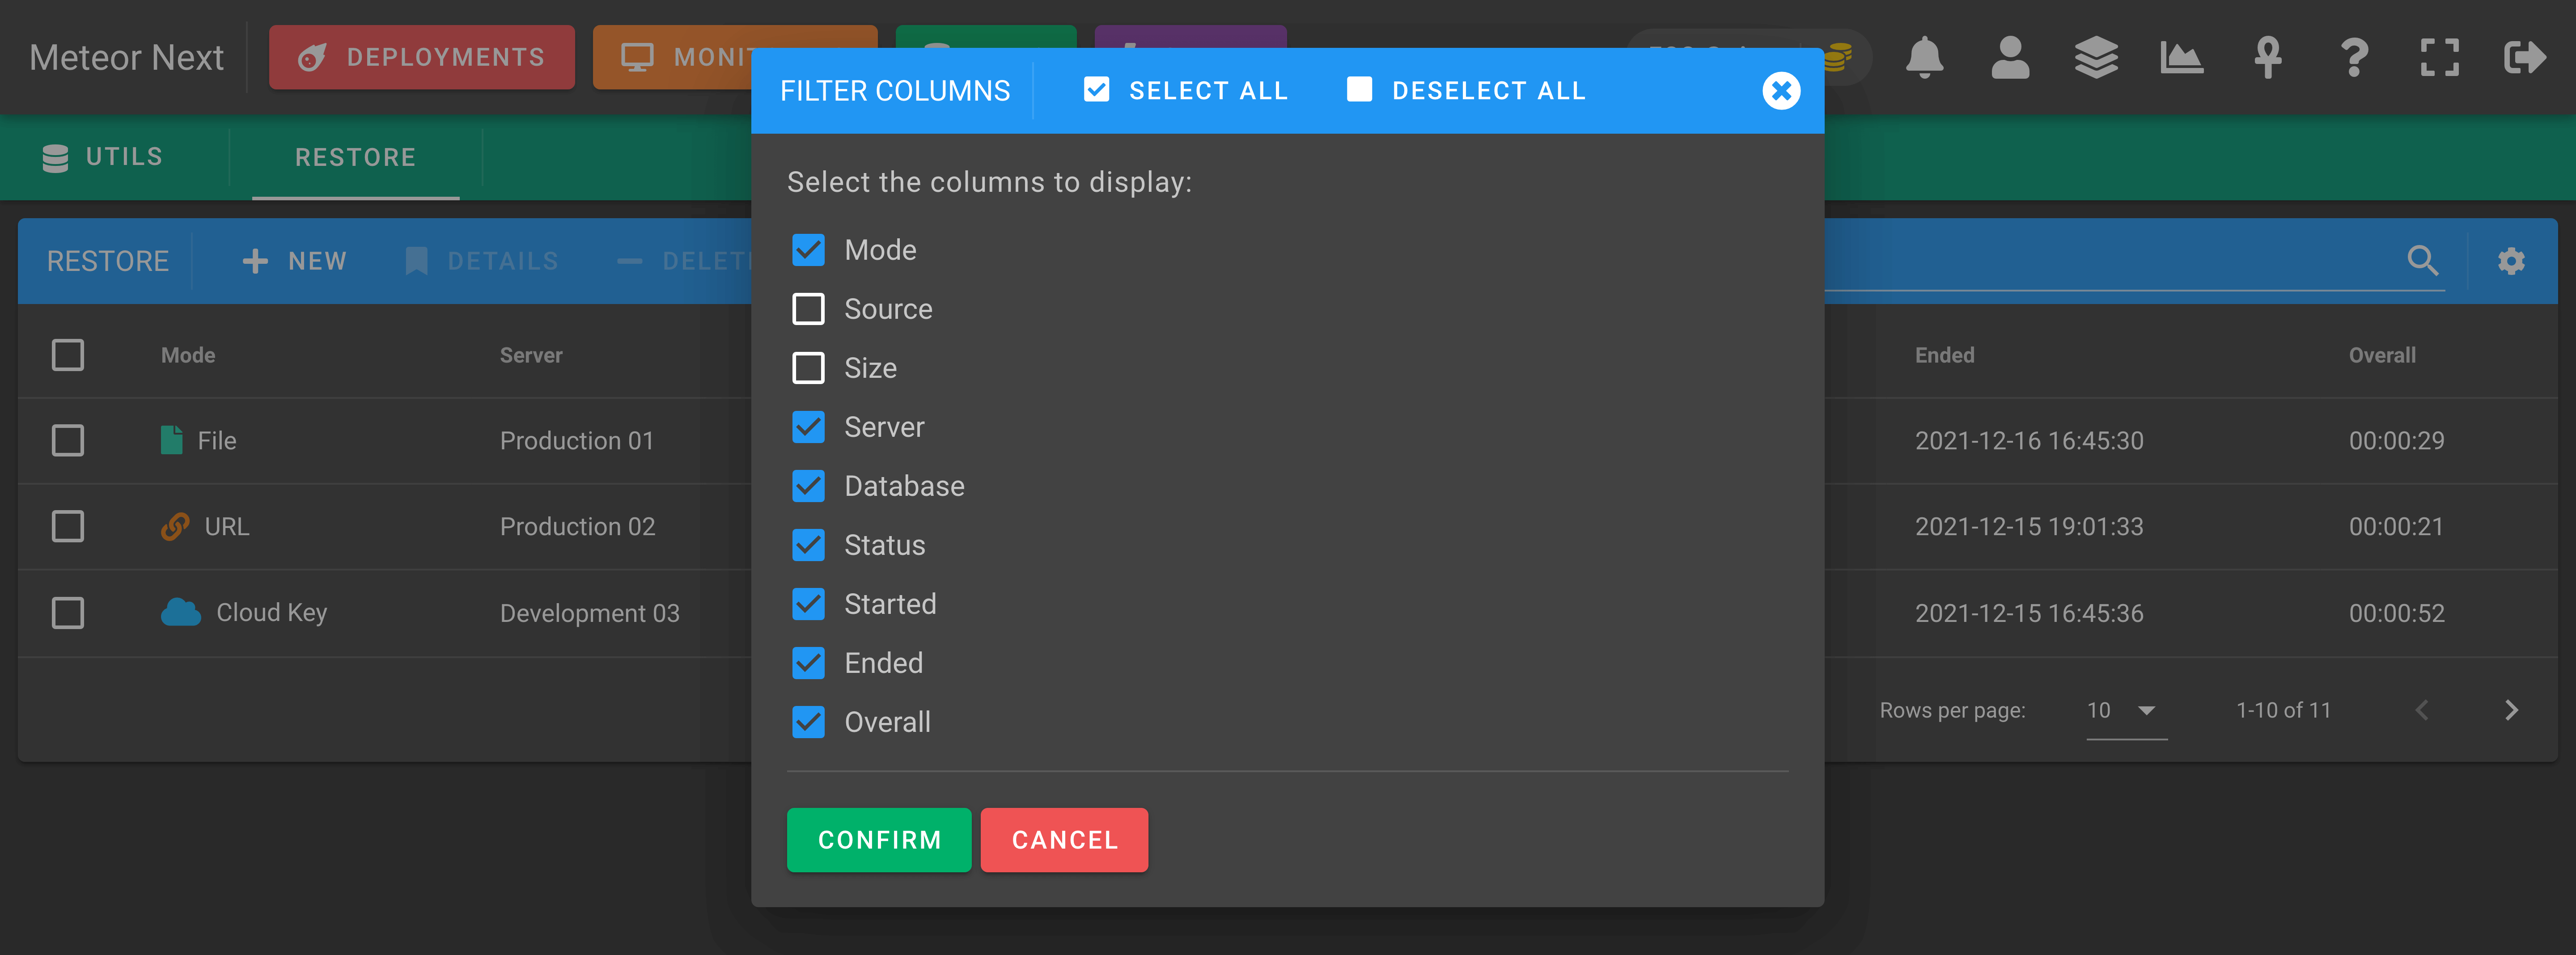 Meteor Next
DEPLOYMENTS
FILTER COLUMNS
SELECT ALL
DESELECT ALL
UTILS
RESTORE
Select the columns to display:
RESTORE
NEW
DETAILS
Mode
Source
Size
Server
Database
Status
Started
Ended
Overall
CONFIRM
CANCEL
Mode Server Ended Overall
File Production 01 2021-12-16 16:45:30 00:00:29
URL Production 02 2021-12-15 19:01:33 00:00:21
Cloud Key Development 03 2021-12-15 16:45:36 00:00:52
Rows per page: 10 1-10 of 11